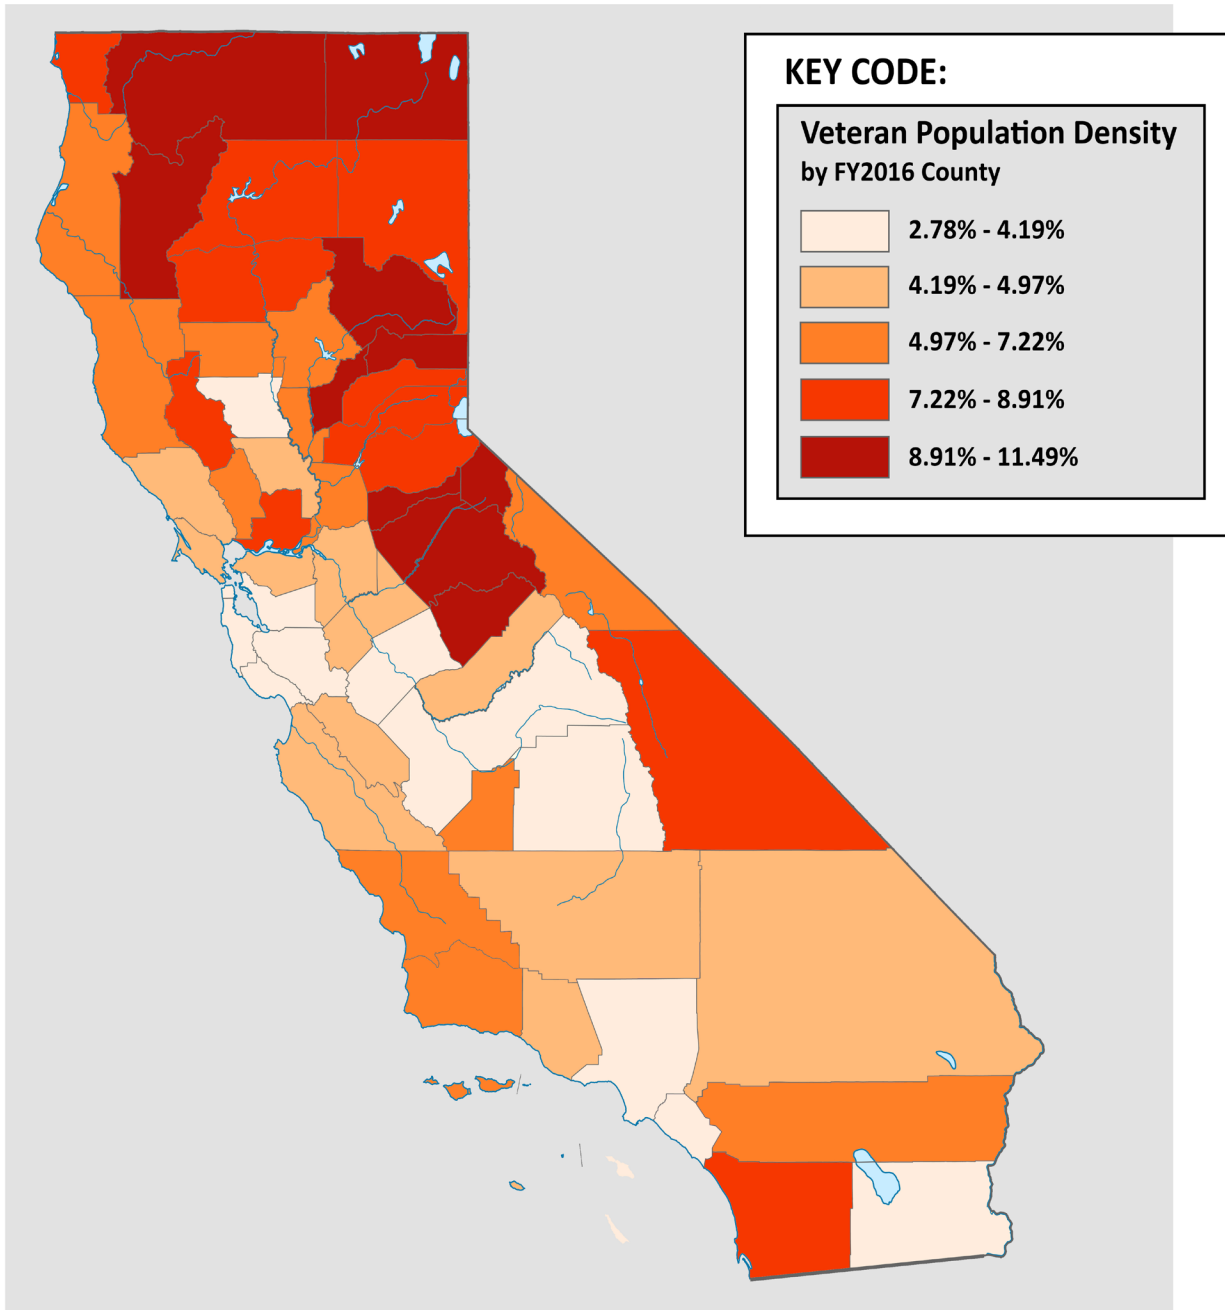 KEY CODE:
Veteran Population Density
by FY2016 County
2.78% - 4.19%
4.19% - 4.97%
4.97% - 7.22%
7.22% - 8.91%
8.91% - 11.49%